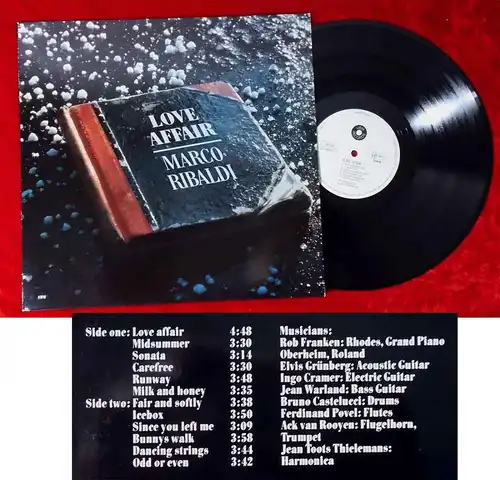 LOVE
AFFAIR
MARCO
RIBALDI
Side one: Love affair 4:48
Midsummer 3:30
Sonata 3:14
Carefree 3:30
Runway 3:48
Milk and honey 3:35
Side two: Fair and softly 3:38
Icebox 3:50
Since you left me 3:09
Bunnys walk 3:58
Dancing strings 3:44
Odd or even 3:42
Musicians:
Rob Franken: Rhodes, Grand Piano
Oberheim, Roland
Elvis Grünberg: Acoustic Guitar
Ingo Cramer: Electric Guitar
Jean Warland: Bass Guitar
Bruno Castelucci: Drums
Ferdinand Povel: Flutes
Ack van Rooyen: Flugelhorn,
Trumpet
Jean Toots Thielemans:
Harmonica